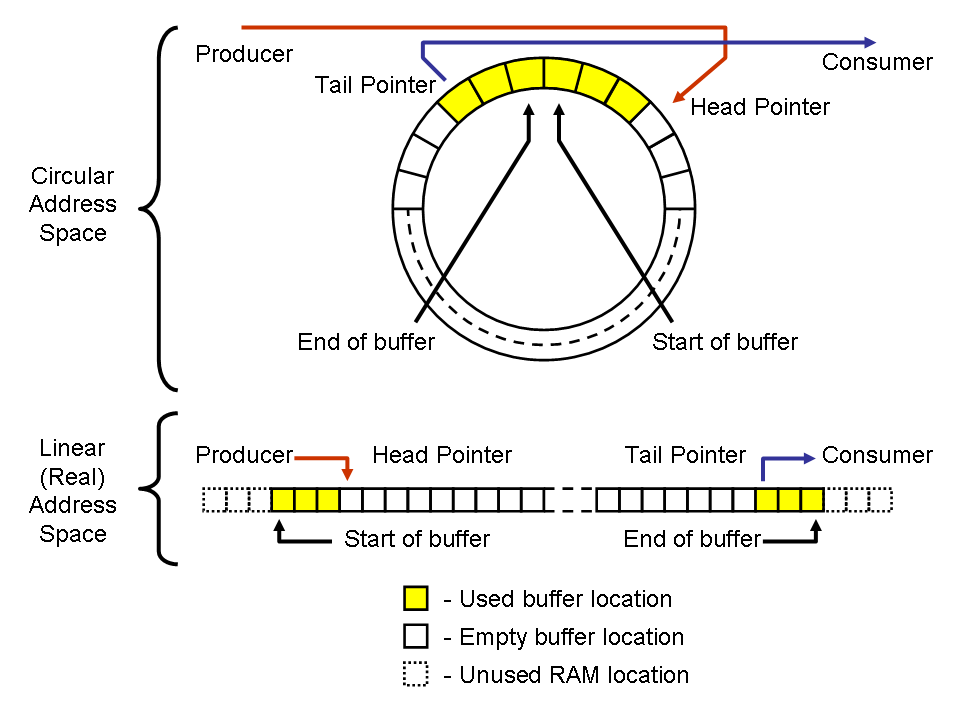 Producer
Consumer
Tail Pointer
Head Pointer
Circular
Address
Space
End of buffer
Start of buffer
Linear
(Real)
Address
Space
Producer
Head Pointer
Tail Pointer
Consumer
Start of buffer
End of buffer
- Used buffer location
- Empty buffer location
- Unused RAM location